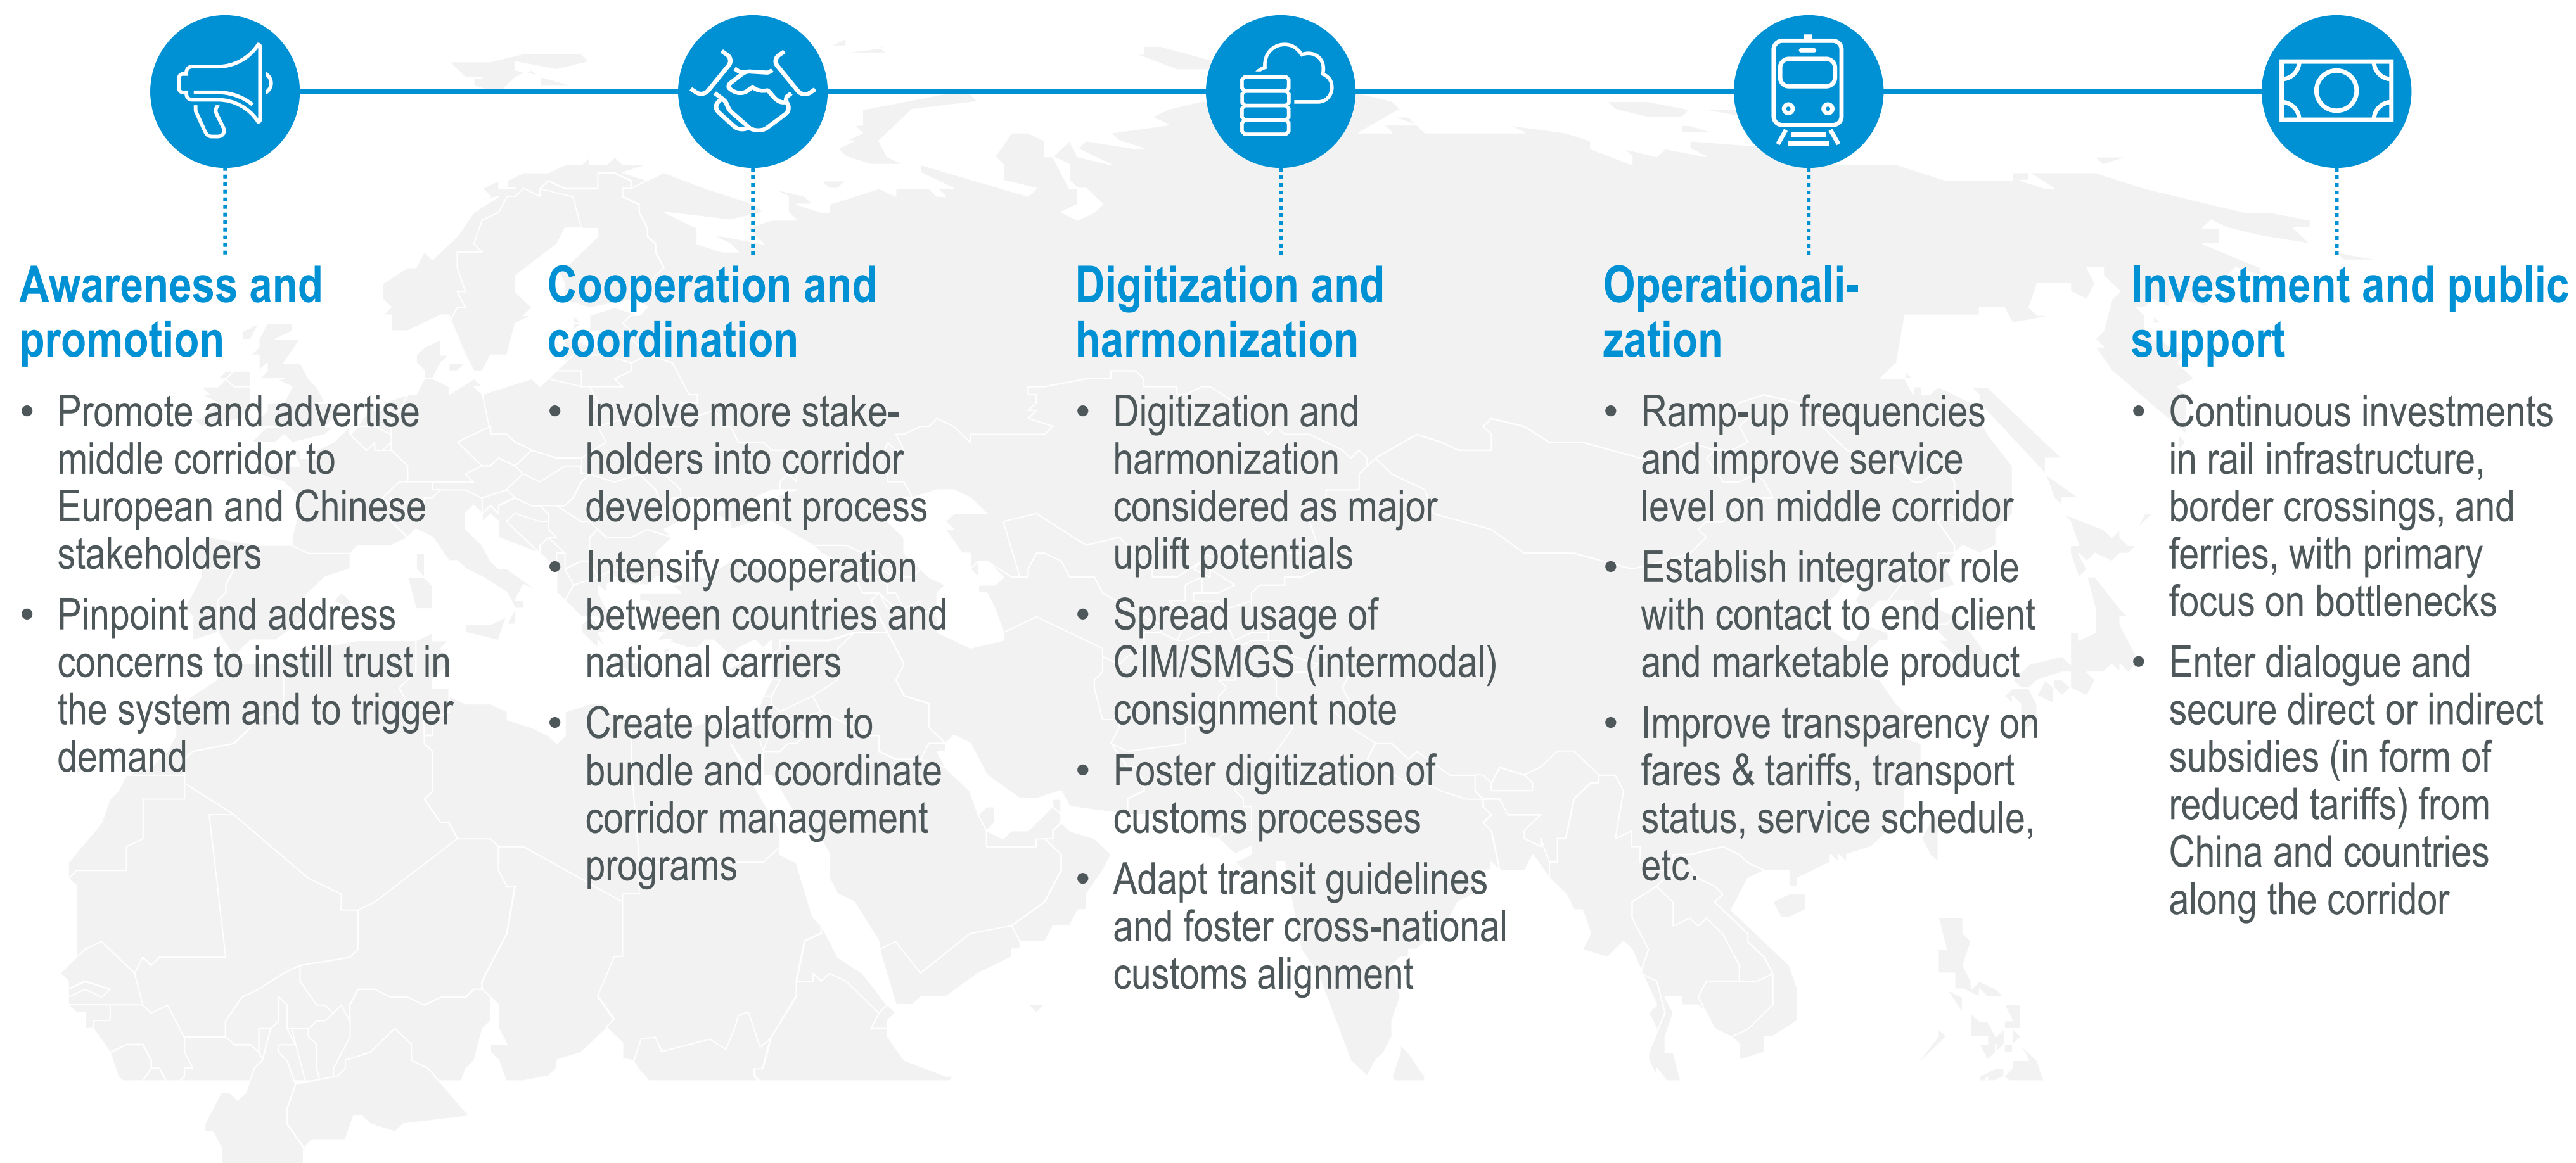 Awareness and
promotion
• Promote and advertise
middle corridor to
European and Chinese
stakeholders
• Pinpoint and address
concerns to instill trust in
the system and to trigger
demand
Cooperation and
coordination
• Involve more stake-
holders into corridor
development process
• Intensify cooperation
between countries and
national carriers
• Create platform to
bundle and coordinate
corridor management
programs
Digitization and
harmonization
• Digitization and
harmonization
considered as major
uplift potentials
• Spread usage of
CIM/SMGS (intermodal)
consignment note
• Foster digitization of
customs processes
• Adapt transit guidelines
and foster cross-national
customs alignment
Operationali-
zation
• Ramp-up frequencies
and improve service
level on middle corridor
• Establish integrator role
with contact to end client
and marketable product
• Improve transparency on
fares & tariffs, transport
status, service schedule,
etc.
Investment and public
support
• Continuous investments
in rail infrastructure,
border crossings, and
ferries, with primary
focus on bottlenecks
• Enter dialogue and
secure direct or indirect
subsidies (in form of
reduced tariffs) from
China and countries
along the corridor